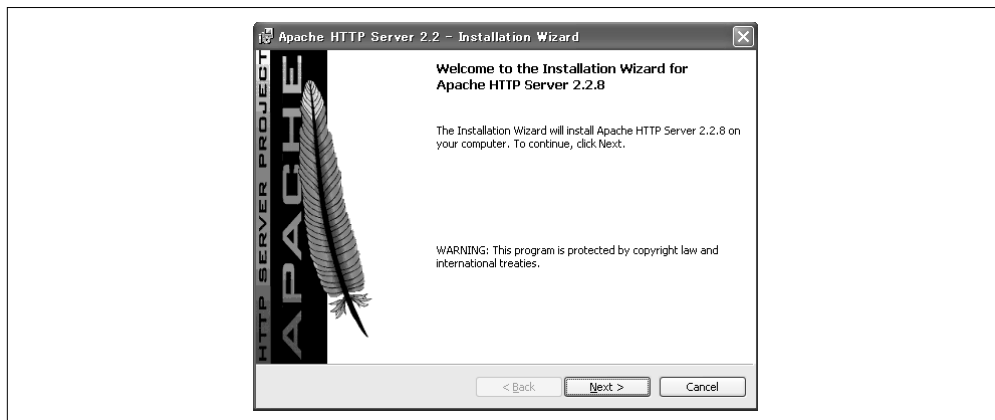 Apache HTTP Server 2.2 - Installation Wizard
HTTP SERVER PROJECT
APACHE
Welcome to the Installation Wizard for
Apache HTTP Server 2.2.8
The Installation Wizard will install Apache HTTP Server 2.2.8 on
your computer. To continue, click Next.
WARNING: This program is protected by copyright law and
international treaties.
< Back
Next >
Cancel